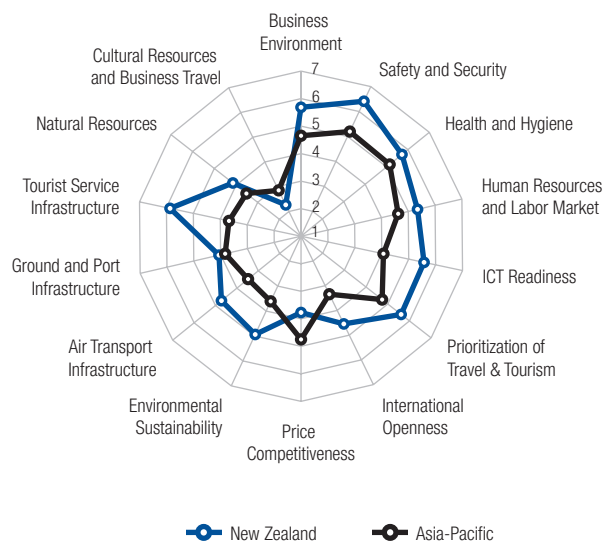 Business
Environment
Safety and Security
Health and Hygiene
Human Resources
and Labor Market
ICT Readiness
Prioritization of
Travel & Tourism
International
Openness
Price
Competitiveness
Environmental
Sustainability
Air Transport
Infrastructure
Ground and Port
Infrastructure
Tourist Service
Infrastructure
Natural Resources
Cultural Resources
and Business Travel
7
6
5
4
3
2
1
New Zealand
Asia-Pacific